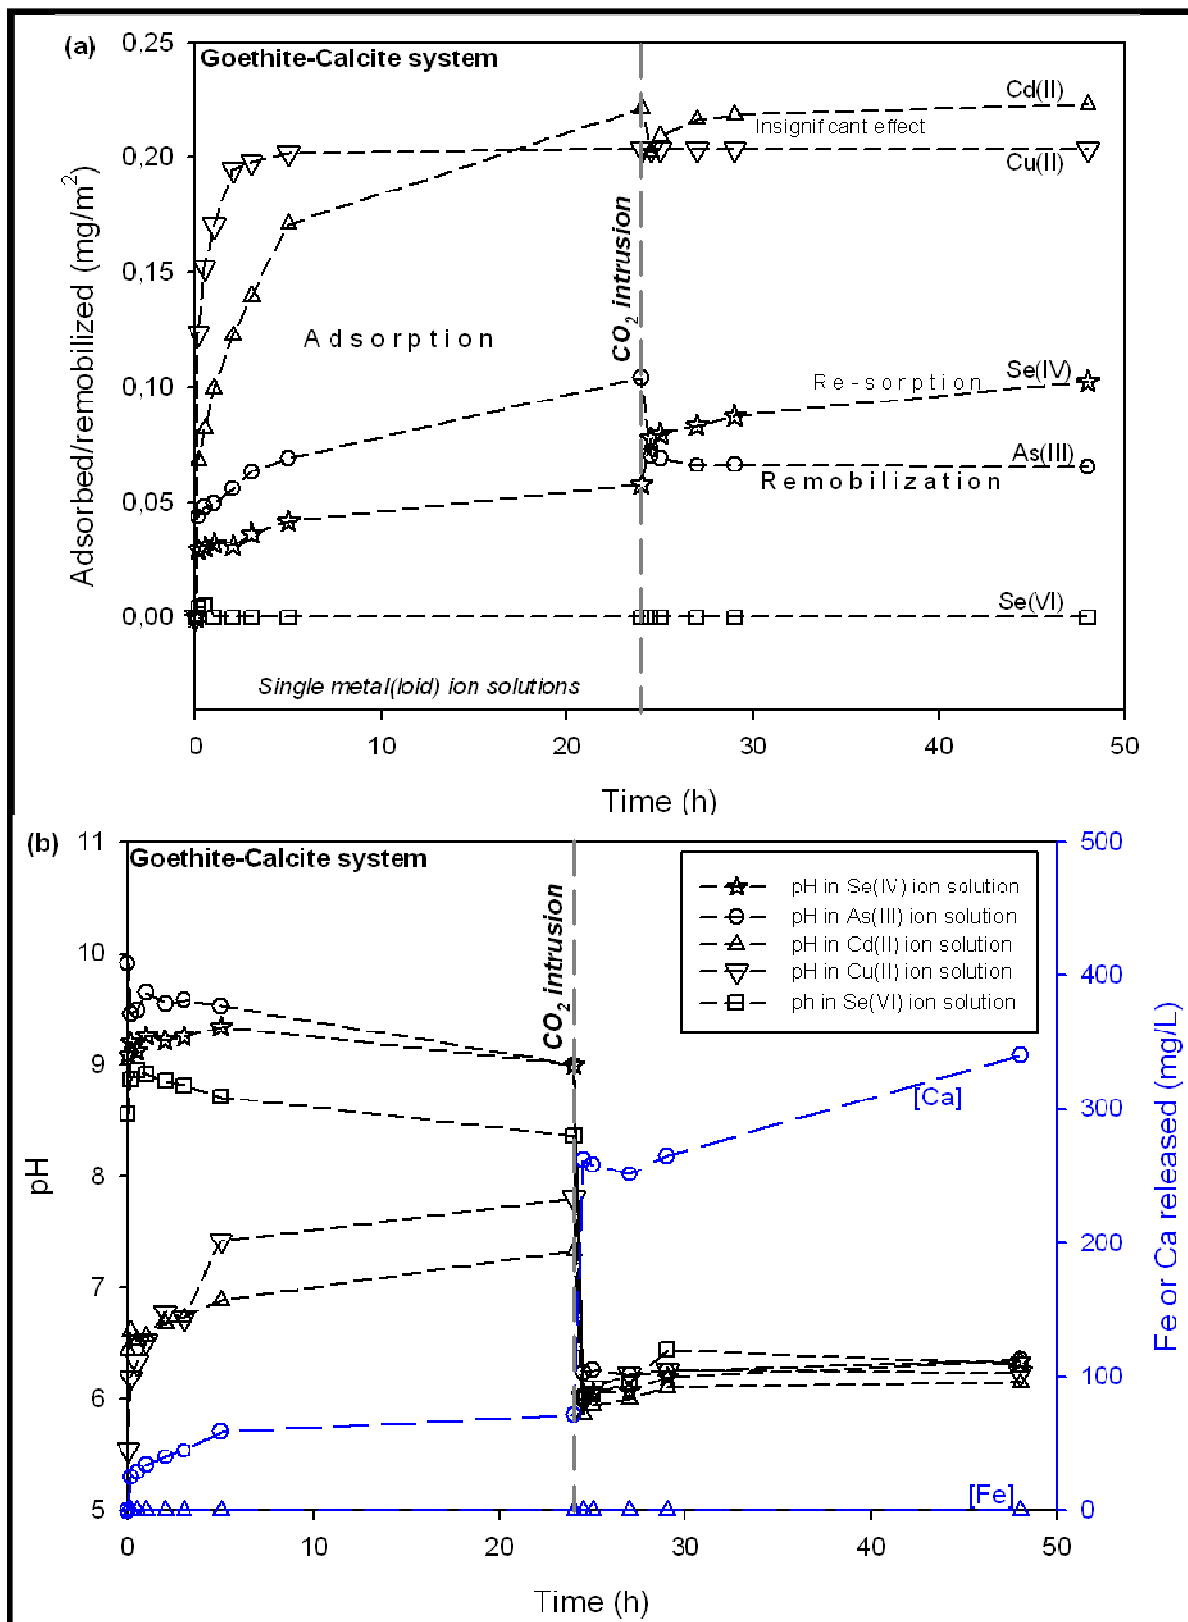 (a)
Goethite-Calcite system
0,25
0,20
0,15
0,10
0,05
0,00
Adsorbed/remobilized (mg/m²)
Cd(II)
Insignificant effect
Cu(II)
CO₂ intrusion
Adsorption
Se(IV)
Re-sorption
As(III)
Remobilization
Se(VI)
Single metal(loid) ion solutions
0 10 20 30 40 50
Time (h)
(b)
Goethite-Calcite system
11
10
9
8
7
6
5
pH
CO₂ intrusion
pH in Se(IV) ion solution
pH in As(III) ion solution
pH in Cd(II) ion solution
pH in Cu(II) ion solution
ph in Se(VI) ion solution
[Ca]
[Fe]
500
400
300
200
100
0
Fe or Ca released (mg/L)
0 10 20 30 40 50
Time (h)